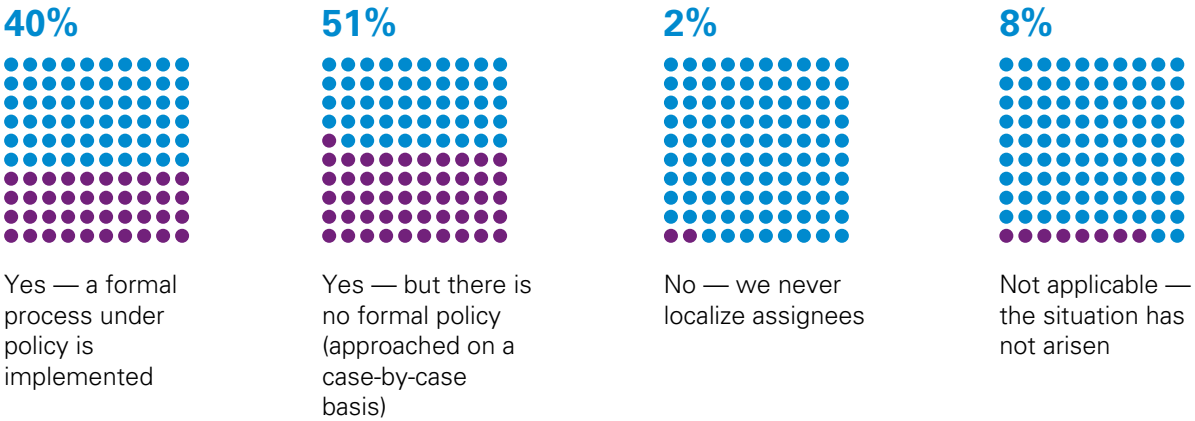 40%
Yes — a formal
process under
policy is
implemented
51%
Yes — but there is
no formal policy
(approached on a
case-by-case
basis)
2%
No — we never
localize assignees
8%
Not applicable —
the situation has
not arisen